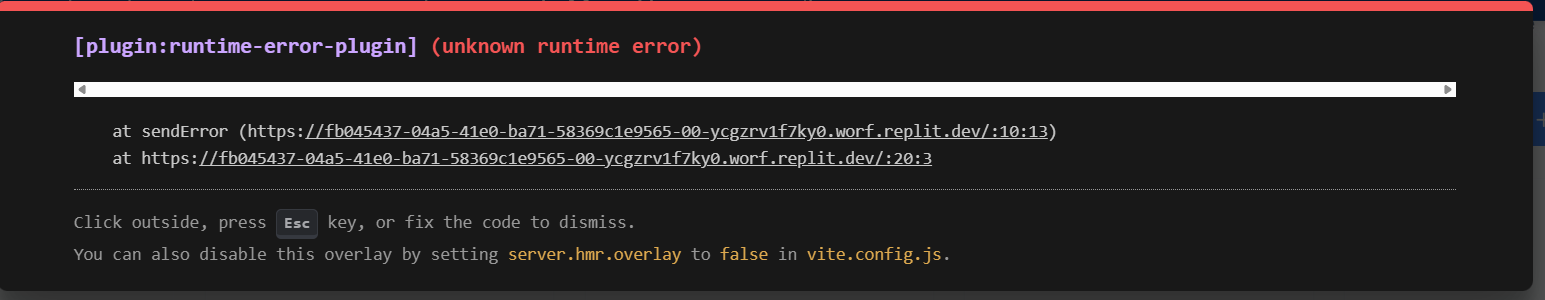 [plugin:runtime-error-plugin] (unknown runtime error)
at sendError (https://fb045437-04a5-41e0-ba71-58369c1e9565-00-ycgzrv1f7ky0.worf.replit.dev/:10:13)
at https://fb045437-04a5-41e0-ba71-58369c1e9565-00-ycgzrv1f7ky0.worf.replit.dev/:20:3
Click outside, press Esc key, or fix the code to dismiss.
You can also disable this overlay by setting server.hmr.overlay to false in vite.config.js.